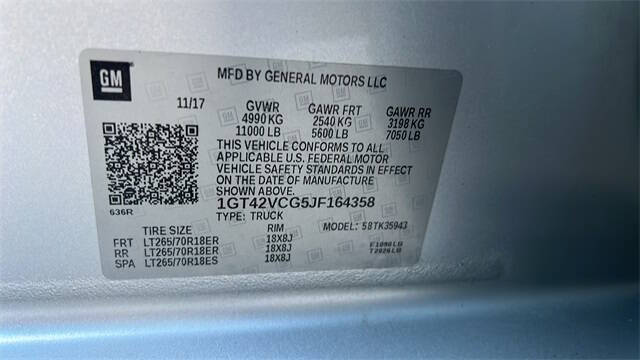 GM
MFD BY GENERAL MOTORS LLC
11/17 GVWR GAWR FRT GAWR RR
4990 KG 2540 KG 3198 KG
11000 LB 5600 LB 7050 LB
THIS VEHICLE CONFORMS TO ALL
APPLICABLE U.S. FEDERAL MOTOR
VEHICLE SAFETY STANDARDS IN EFFECT
ON THE DATE OF MANUFACTURE SHOWN ABOVE.
1GT42VCG5JF164358
636R TYPE: TRUCK MODEL: 58TK35943
TIRE SIZE RIM
FRT LT265/70R18ER 18X8J
RR LT265/70R18ER 18X8J
SPA LT265/70R18ES 18X8J